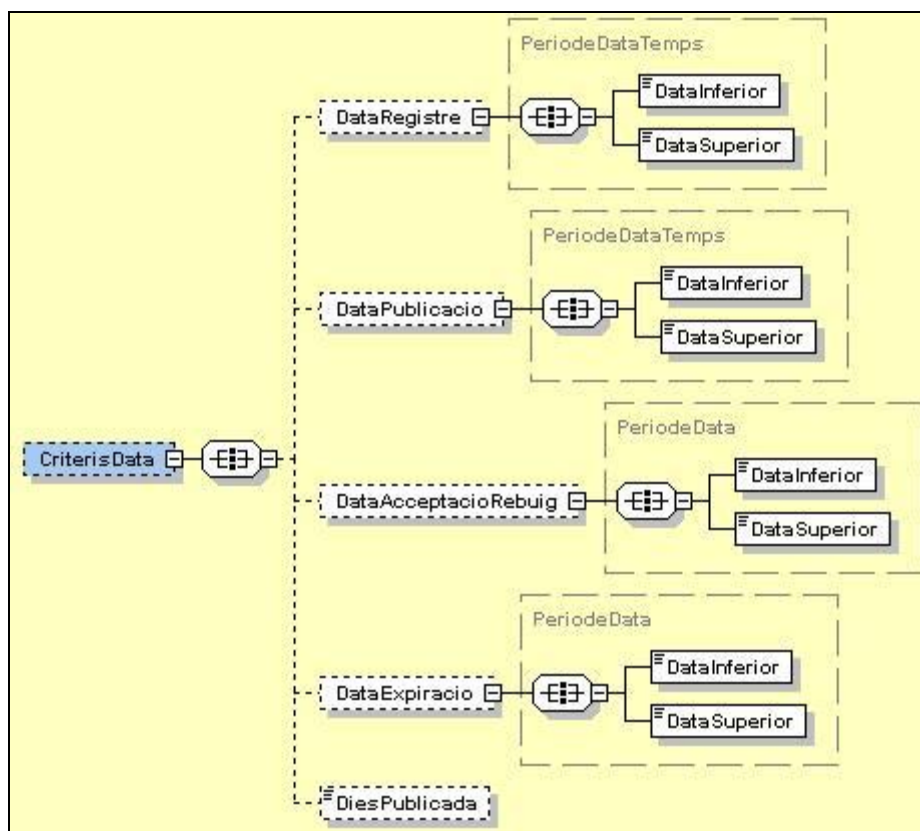 PeriodeDataTemps
DataRegistre
DataInferior
DataSuperior
PeriodeDataTemps
DataPublicacio
DataInferior
DataSuperior
CriterisData
PeriodeData
DataAcceptacioRebuig
DataInferior
DataSuperior
PeriodeData
DataExpiracio
DataInferior
DataSuperior
DiesPublicada